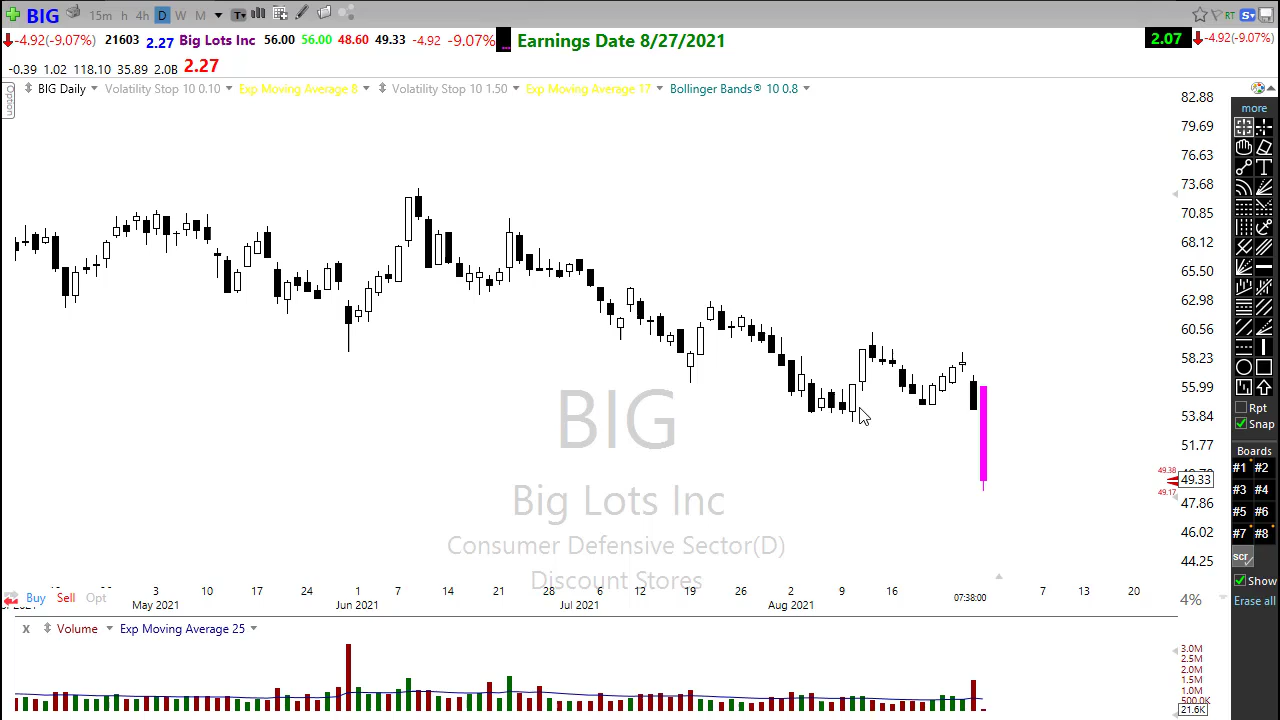 BIG 15m h 4h D W M T RT S
-4.92(-9.07%) 21603 2.27 Big Lots Inc 56.00 56.00 48.60 49.33 -4.92 -9.07% Earnings Date 8/27/2021 2.07 -4.92(-9.07%)
-0.39 1.02 118.10 35.89 2.0B 2.27
Option BIG Daily Volatility Stop 10 0.10 Exp Moving Average 8 Volatility Stop 10 1.50 Exp Moving Average 17 Bollinger Bands® 10 0.8
82.88
more
79.69
76.63
73.68
70.85
68.12
65.50
62.98
60.56
58.23
55.99
Rpt
53.84
Snap
BIG
51.77
Boards
49.38
#1 #2
49.33
49.17
#3 #4
Big Lots Inc
47.86
#5 #6
46.02
#7 #8
Consumer Defensive Sector(D)
scr
44.25
Discount Stores
Show
3 10 17 24 1 7 14 21 28 6 12 19 26 2 9 16 07:38:00 7 13 20
Buy Sell Opt May 2021 Jun 2021 Jul 2021 Aug 2021 4% Erase all
x Volume Exp Moving Average 25
3.0M
2.5M
2.0M
1.5M
1.0M
500.0K
21.6K